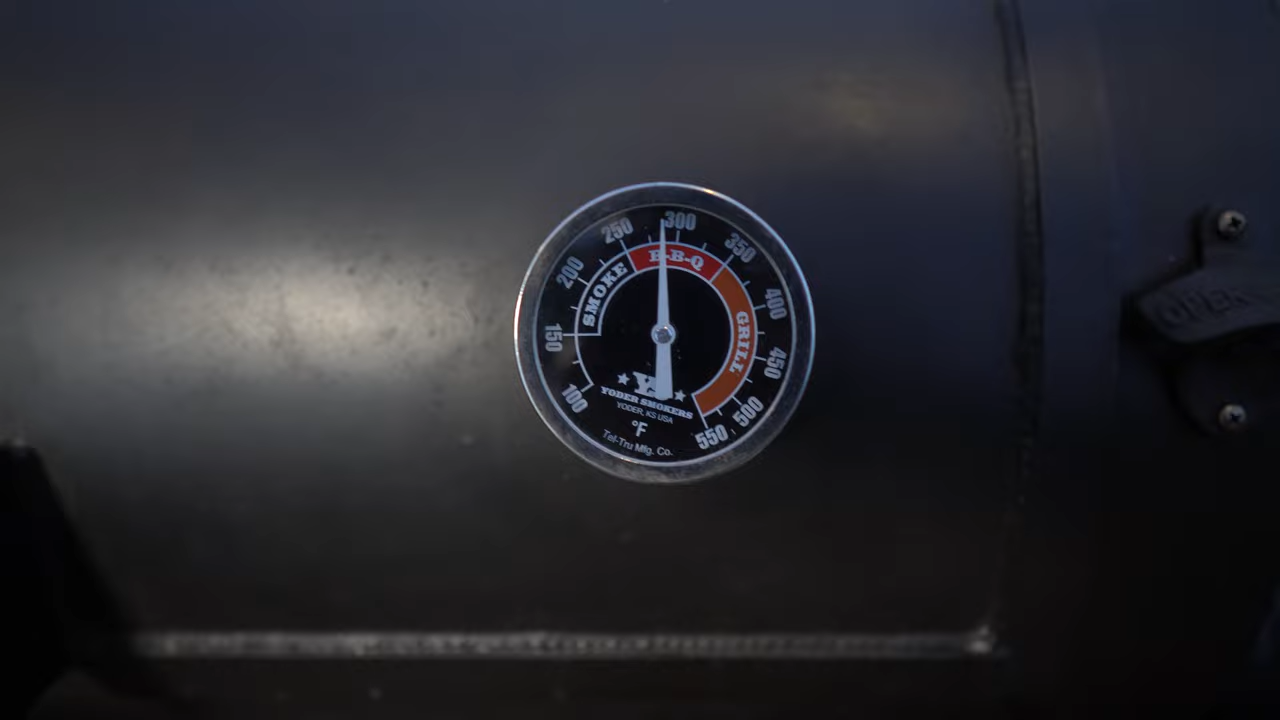 100
150
200
250
300
350
400
450
500
550
SMOKE
B-B-Q
GRILL
YODER SMOKERS
YODER, KS USA
°F
Tel-Tru Mfg. Co.
OPENER